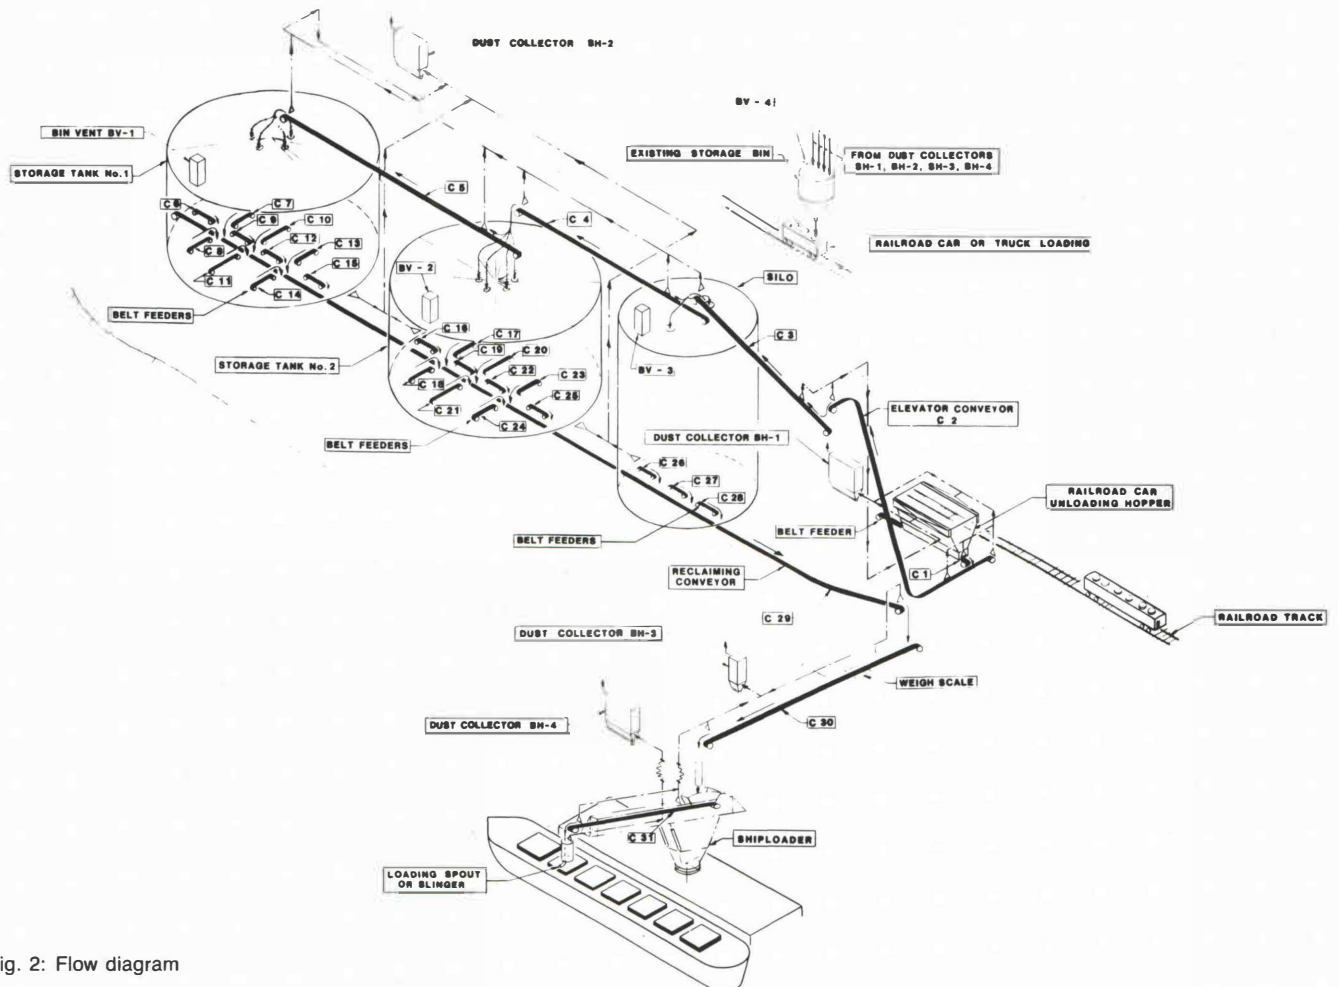 DUST COLLECTOR BH-2
BV - 4
BIN VENT BV-1
EXISTING STORAGE BIN
FROM DUST COLLECTORS
BH-1, BH-2, BH-3, BH-4
STORAGE TANK No.1
C 5
C 6
C 7
C 4
C 9
C 10
RAILROAD CAR OR TRUCK LOADING
C 12
C 13
C 8
C 15
BV - 2
SILO
C 11
C 14
BELT FEEDERS
C 16
C 17
C 3
C 19
C 20
STORAGE TANK No.2
C 22
C 23
BV - 3
C 18
C 25
C 21
C 24
ELEVATOR CONVEYOR
C 2
BELT FEEDERS
DUST COLLECTOR BH-1
C 26
C 27
C 28
RAILROAD CAR
UNLOADING HOPPER
BELT FEEDER
BELT FEEDERS
C 1
RECLAIMING
CONVEYOR
C 29
RAILROAD TRACK
DUST COLLECTOR BH-3
WEIGH SCALE
DUST COLLECTOR BH-4
C 30
C 31
SHIPLOADER
LOADING SPOUT
OR SLINGER
ig. 2: Flow diagram